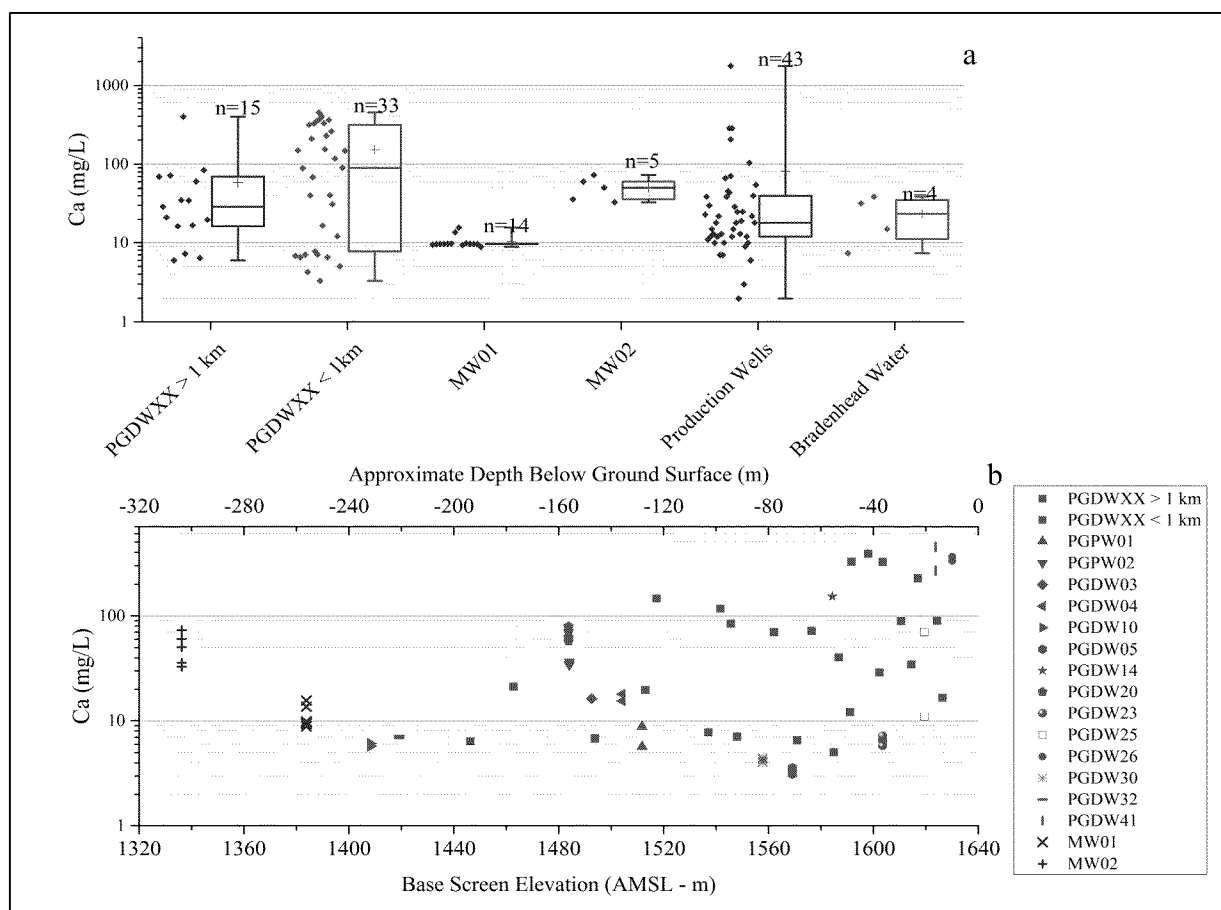 a
n=15
n=33
n=14
n=5
n=43
n=4
Ca (mg/L)
1000
100
10
1
PGDWXX > 1 km
PGDWXX < 1km
MW01
MW02
Production Wells
Bradenhead Water
b
Approximate Depth Below Ground Surface (m)
-320 -280 -240 -200 -160 -120 -80 -40 0
Ca (mg/L)
100
10
1
1320 1360 1400 1440 1480 1520 1560 1600 1640
Base Screen Elevation (AMSL - m)
PGDWXX > 1 km
PGDWXX < 1 km
PGPW01
PGPW02
PGDW03
PGDW04
PGDW10
PGDW05
PGDW14
PGDW20
PGDW23
PGDW25
PGDW26
PGDW30
PGDW32
PGDW41
MW01
MW02